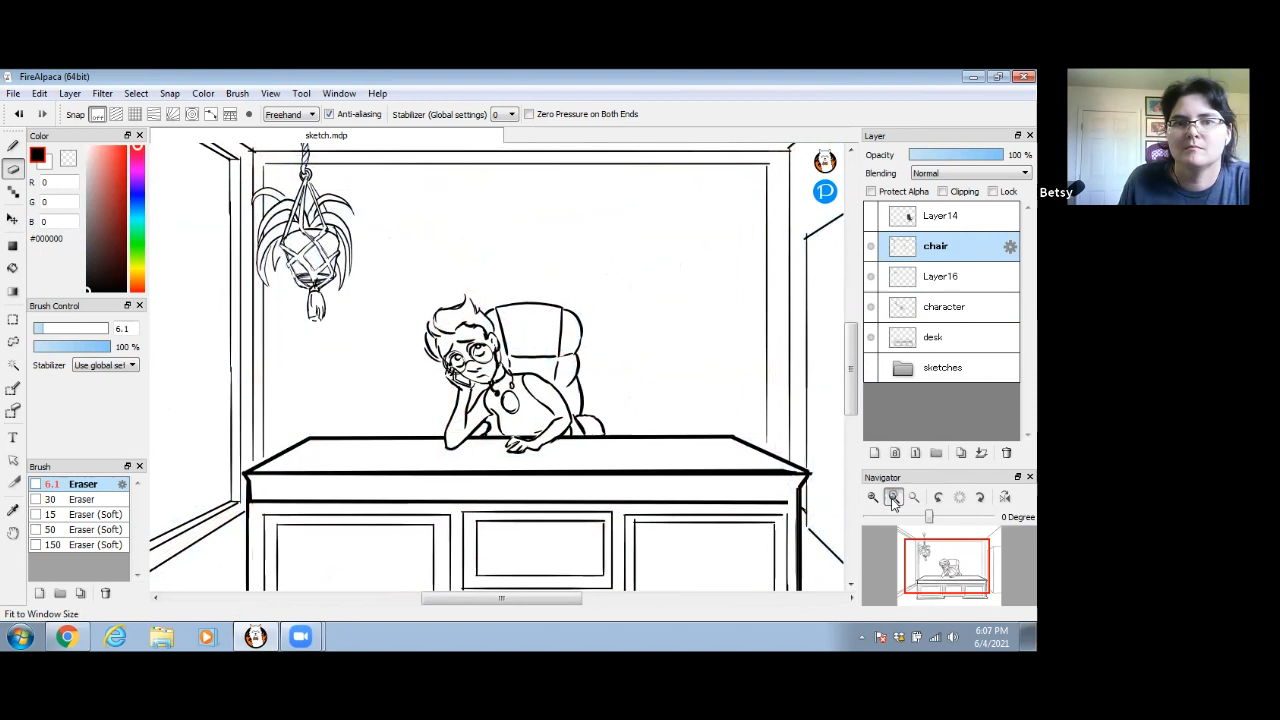 FireAlpaca (64bit)
File Edit Layer Filter Select Snap Color Brush View Tool Window Help
Snap OFF Freehand Anti-aliasing Stabilizer (Global settings) 0 Zero Pressure on Both Ends
Color
sketch.mdp
R 0
G 0
B 0
#000000
Brush Control
6.1
100 %
Stabilizer Use global set
Brush
6.1 Eraser
30 Eraser
15 Eraser (Soft)
50 Eraser (Soft)
150 Eraser (Soft)
Fit to Window Size
Layer
Opacity 100 %
Blending Normal
Protect Alpha Clipping Lock
Layer14
chair
Layer16
character
desk
sketches
Navigator
0 Degree
6:07 PM
6/4/2021
Betsy